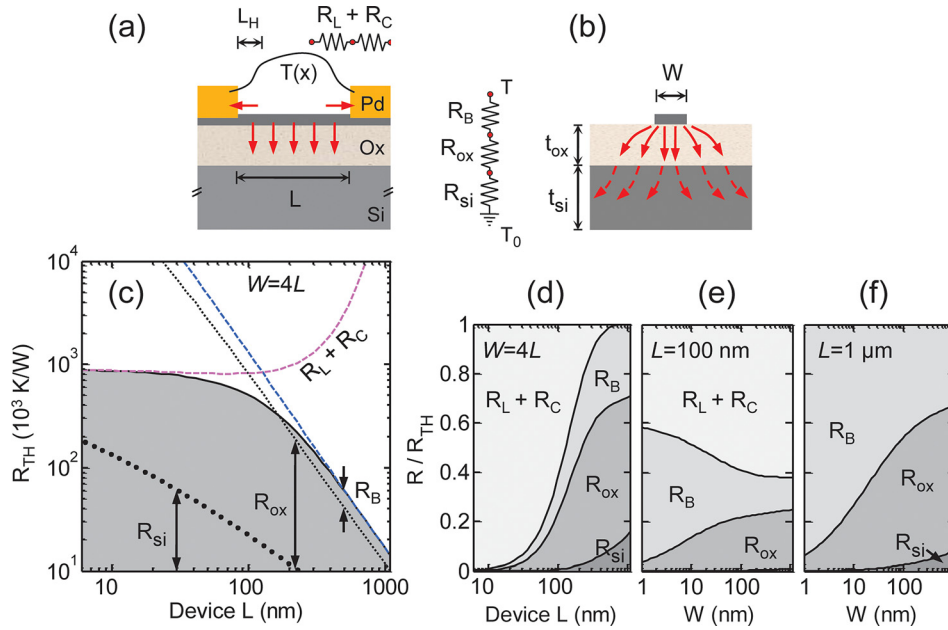 (a)
L_H
R_L + R_C
T(x)
Pd
Ox
L
Si
T
R_B
R_ox
R_si
T_0
(b)
W
t_ox
t_si
(c)
W=4L
R_L + R_C
R_B
R_ox
R_si
10^4
10^3
10^2
10^1
R_TH (10^3 K/W)
10
100
1000
Device L (nm)
(d)
W=4L
R_L + R_C
R_B
R_ox
R_si
1
0.8
0.6
0.4
0.2
0
R / R_TH
10
100
1000
Device L (nm)
(e)
L=100 nm
R_L + R_C
R_B
R_ox
1
10
100
1000
W (nm)
(f)
L=1 μm
R_B
R_ox
R_si
1
10
100
1000
W (nm)